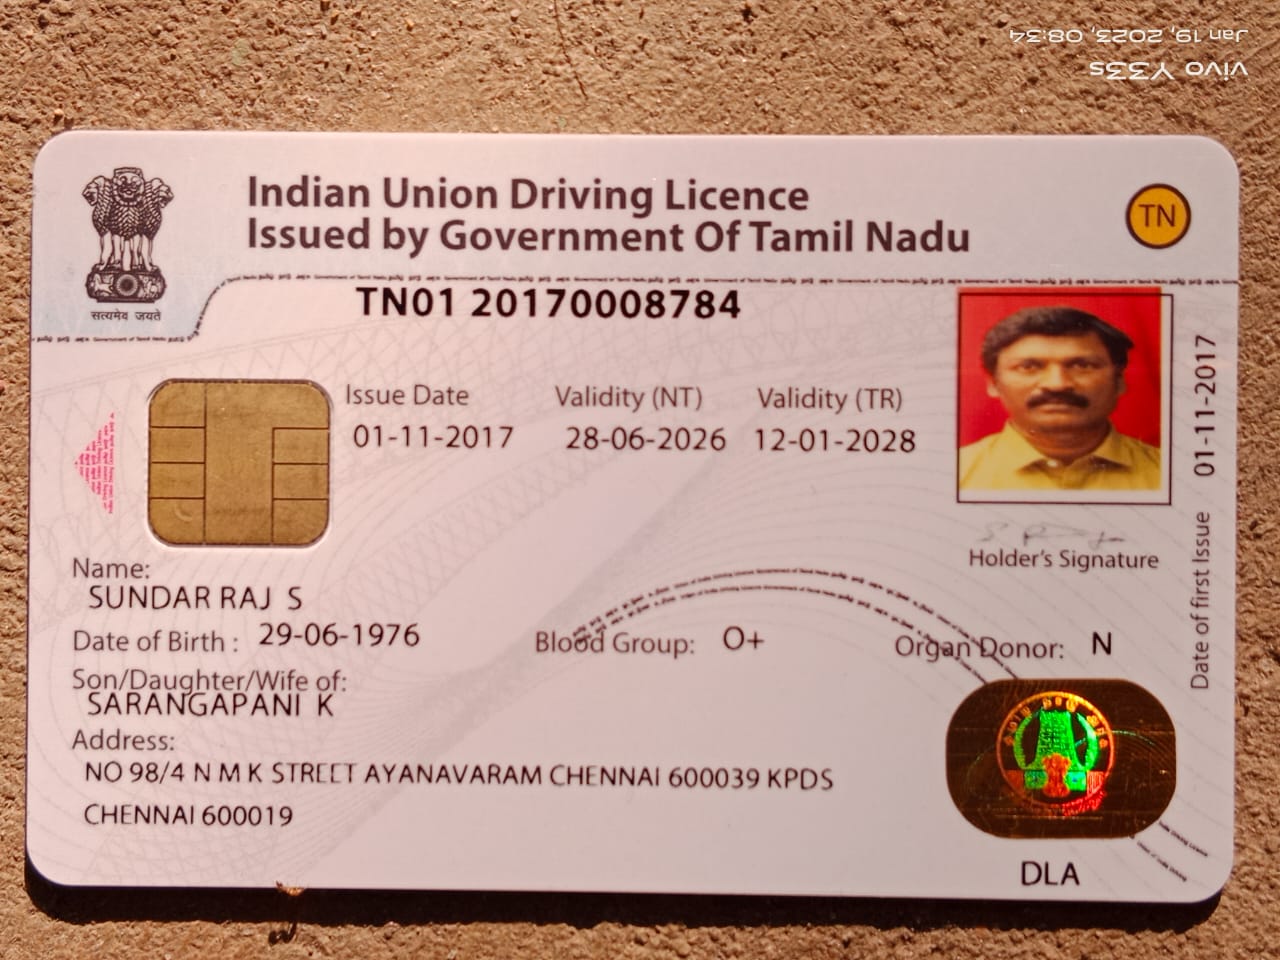 Jan 19, 2023, 08:34
vivo Y33s
Indian Union Driving Licence
Issued by Government Of Tamil Nadu
TN
सत्यमेव जयते
TN01 20170008784
Issue Date Validity (NT) Validity (TR)
01-11-2017 28-06-2026 12-01-2028
Date of first Issue 01-11-2017
Holder's Signature
Name:
SUNDAR RAJ S
Date of Birth : 29-06-1976 Blood Group: O+ Organ Donor: N
Son/Daughter/Wife of:
SARANGAPANI K
Address:
NO 98/4 N M K STREET AYANAVARAM CHENNAI 600039 KPDS
CHENNAI 600019
DLA